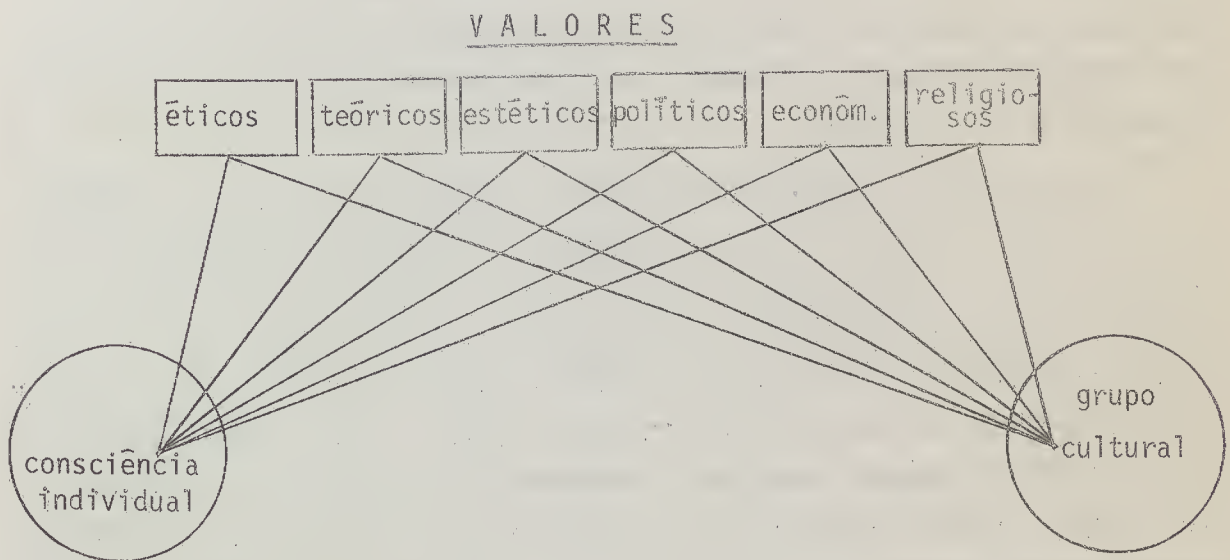 VALORES
éticos
teóricos
estéticos
políticos
econôm.
religio-
sos
consciência
individual
grupo
cultural